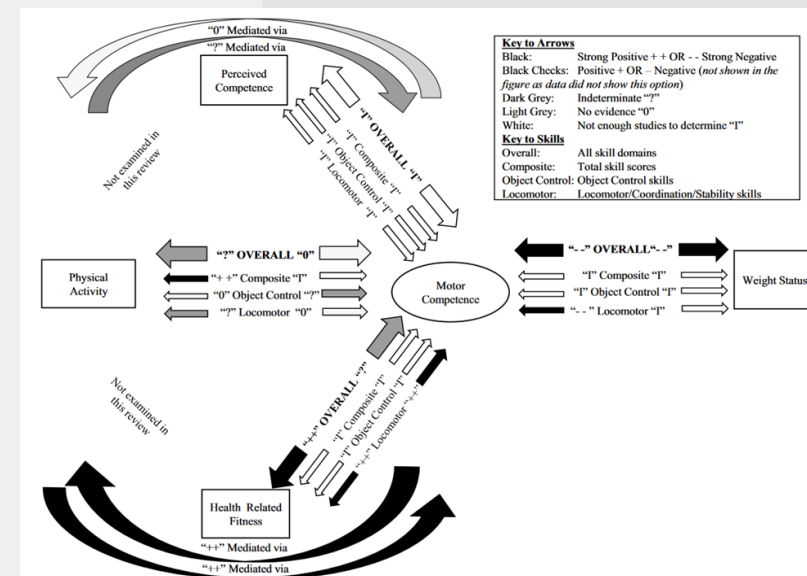 “0” Mediated via
“?” Mediated via
Perceived
Competence
Key to Arrows
Black: Strong Positive + + OR - - Strong Negative
Black Checks: Positive + OR – Negative (not shown in the
figure as data did not show this option)
Dark Grey: Indeterminate “?”
Light Grey: No evidence “0”
White: Not enough studies to determine “I”
Key to Skills
Overall: All skill domains
Composite: Total skill scores
Object Control: Object Control skills
Locomotor: Locomotor/Coordination/Stability skills
Not examined in
this review
“I” OVERALL “I”
“I” Composite “I”
“I” Object Control “I”
“I” Locomotor “I”
Physical
Activity
“?” OVERALL “0”
“+ +” Composite “I”
“0” Object Control “?”
“?” Locomotor “0”
Motor
Competence
“- -” OVERALL“- -”
“I” Composite “I”
“I” Object Control “I”
“- - ” Locomotor “I”
Weight Status
Not examined in
this review
“++” OVERALL “?”
“I” Composite “I”
“I” Object Control “I”
“++” Locomotor “++”
Health Related
Fitness
“++” Mediated via
“++” Mediated via